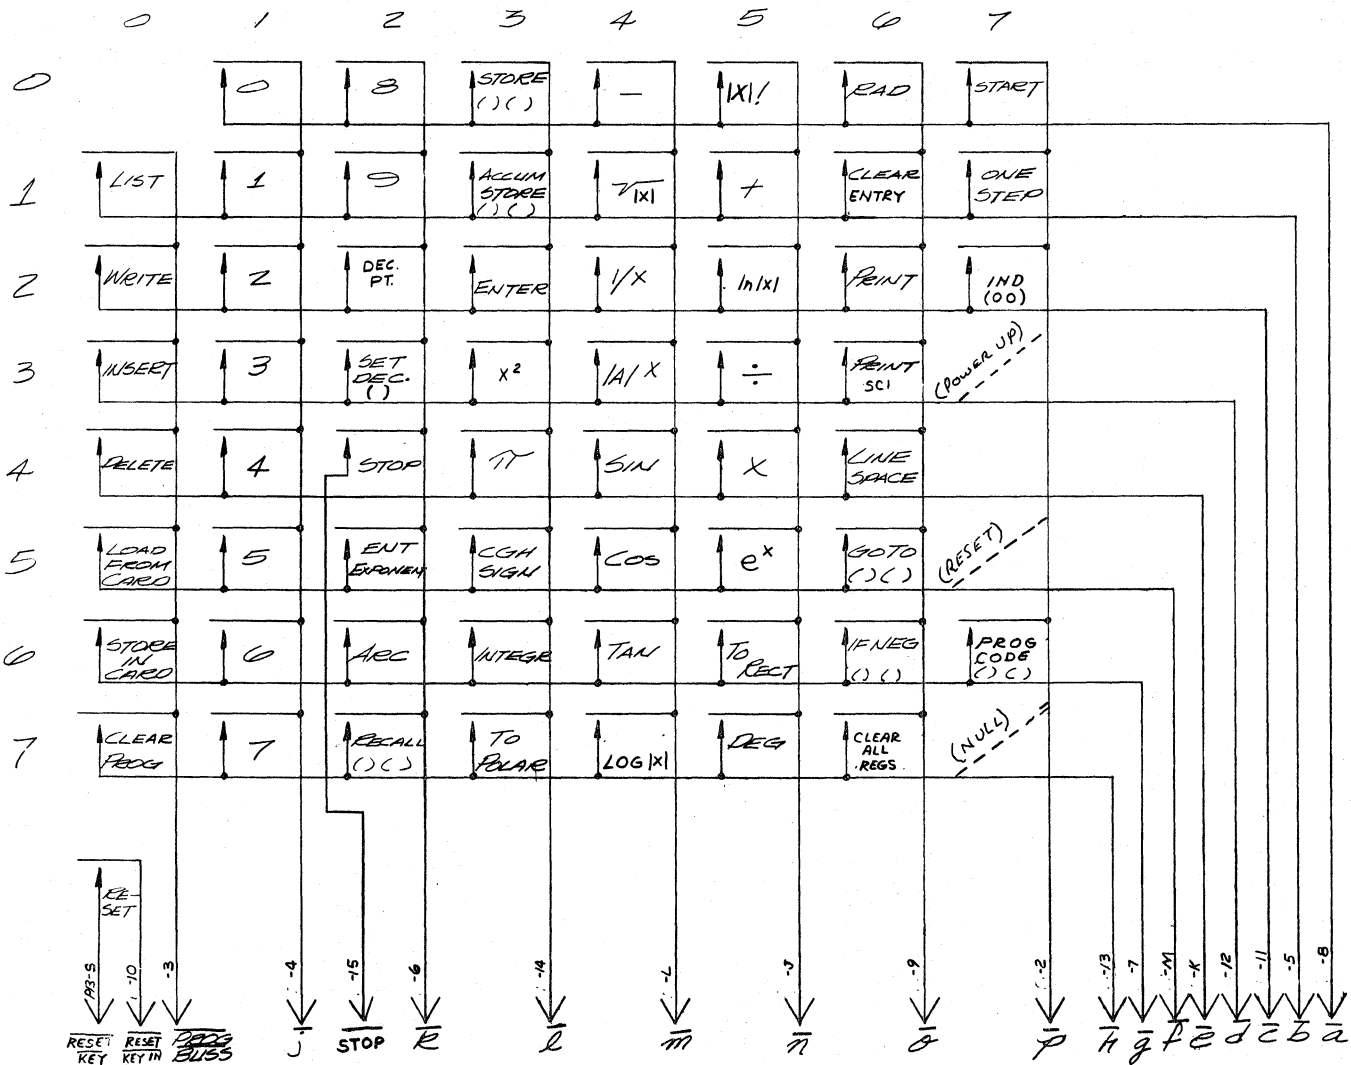 0 1 2 3 4 5 6 7
0
0
8
STORE
( ) ( )
—
|X|!
RAD
START
1
LIST
1
9
ACCUM
STORE
( ) ( )
√|X|
+
CLEAR
ENTRY
ONE
STEP
2
WRITE
2
DEC.
PT.
ENTER
1/X
ln|X|
PRINT
IND
(00)
3
INSERT
3
SET
DEC.
( )
X²
|A|X
÷
PRINT
SCI
(POWER UP)
4
DELETE
4
STOP
π
SIN
X
LINE
SPACE
5
LOAD
FROM
CARD
5
ENT
EXPONENT
CGH
SIGN
COS
eˣ
GO TO
( ) ( )
(RESET)
6
STORE
IN
CARD
6
ARC
INTEGR
TAN
TO
RECT
IF NEG
( ) ( )
PROG
CODE
( ) ( )
7
CLEAR
PROG
7
RECALL
( ) ( )
TO
POLAR
LOG|X|
DEG
CLEAR
ALL
REGS
(NULL)
RE-
SET
-10 -3 -4 -15 -6 -14 -L -J -9 -2 -13 -7 -M -K -12 -11 -5 -8
RESET
KEY
RESET
KEY IN
PROG
BUSS
j̅
STOP
k̅ l̅ m̅ n̅ o̅ p̅ h̅ g̅ f̅ e̅ d̅ c̅ b̅ a̅